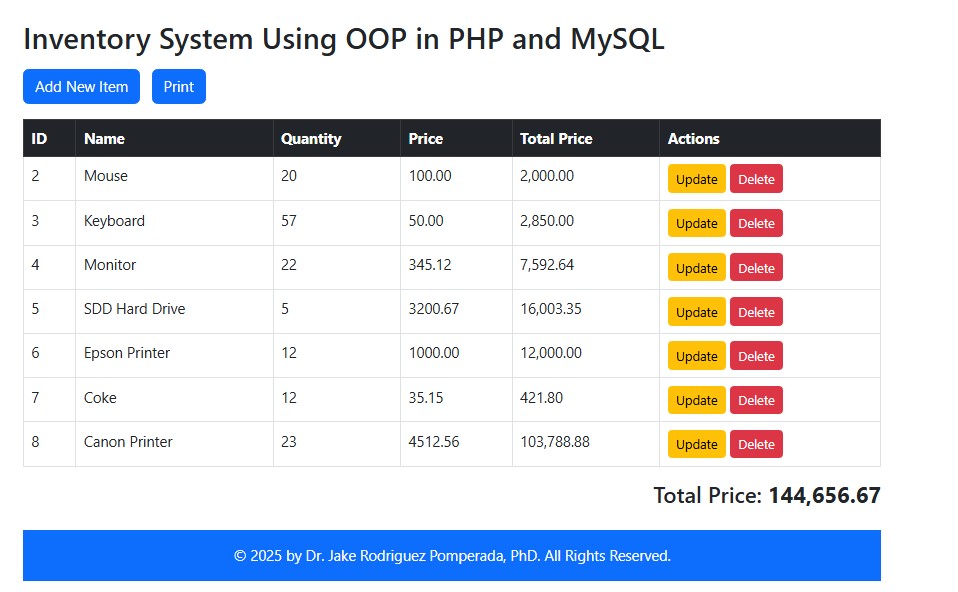 Inventory System Using OOP in PHP and MySQL
Add New Item Print
ID Name Quantity Price Total Price Actions
2 Mouse 20 100.00 2,000.00 Update Delete
3 Keyboard 57 50.00 2,850.00 Update Delete
4 Monitor 22 345.12 7,592.64 Update Delete
5 SDD Hard Drive 5 3200.67 16,003.35 Update Delete
6 Epson Printer 12 1000.00 12,000.00 Update Delete
7 Coke 12 35.15 421.80 Update Delete
8 Canon Printer 23 4512.56 103,788.88 Update Delete
Total Price: 144,656.67
© 2025 by Dr. Jake Rodriguez Pomperada, PhD. All Rights Reserved.